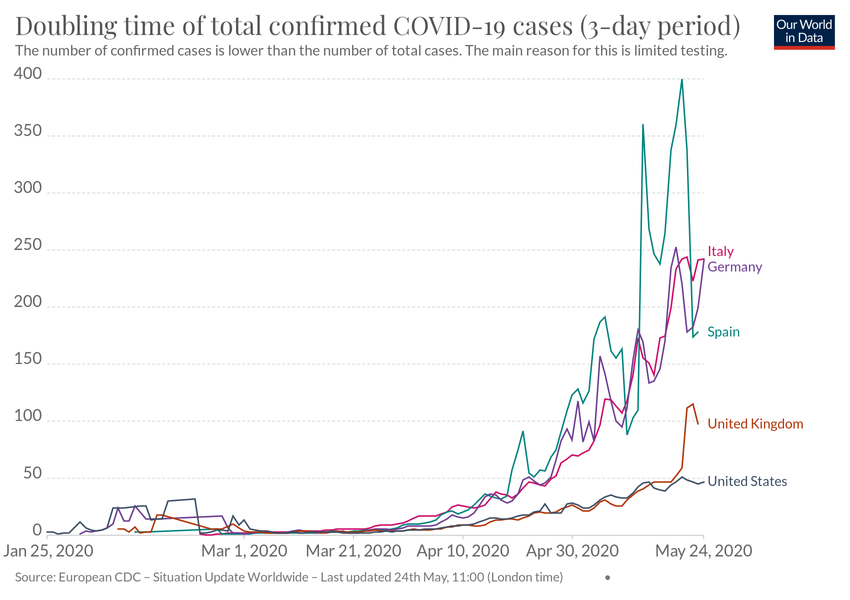 Doubling time of total confirmed COVID-19 cases (3-day period)
Our World
in Data
The number of confirmed cases is lower than the number of total cases. The main reason for this is limited testing.
400
350
300
250
200
150
100
50
0
Italy
Germany
Spain
United Kingdom
United States
Jan 25, 2020
Mar 1, 2020
Mar 21, 2020
Apr 10, 2020
Apr 30, 2020
May 24, 2020
Source: European CDC – Situation Update Worldwide – Last updated 24th May, 11:00 (London time)